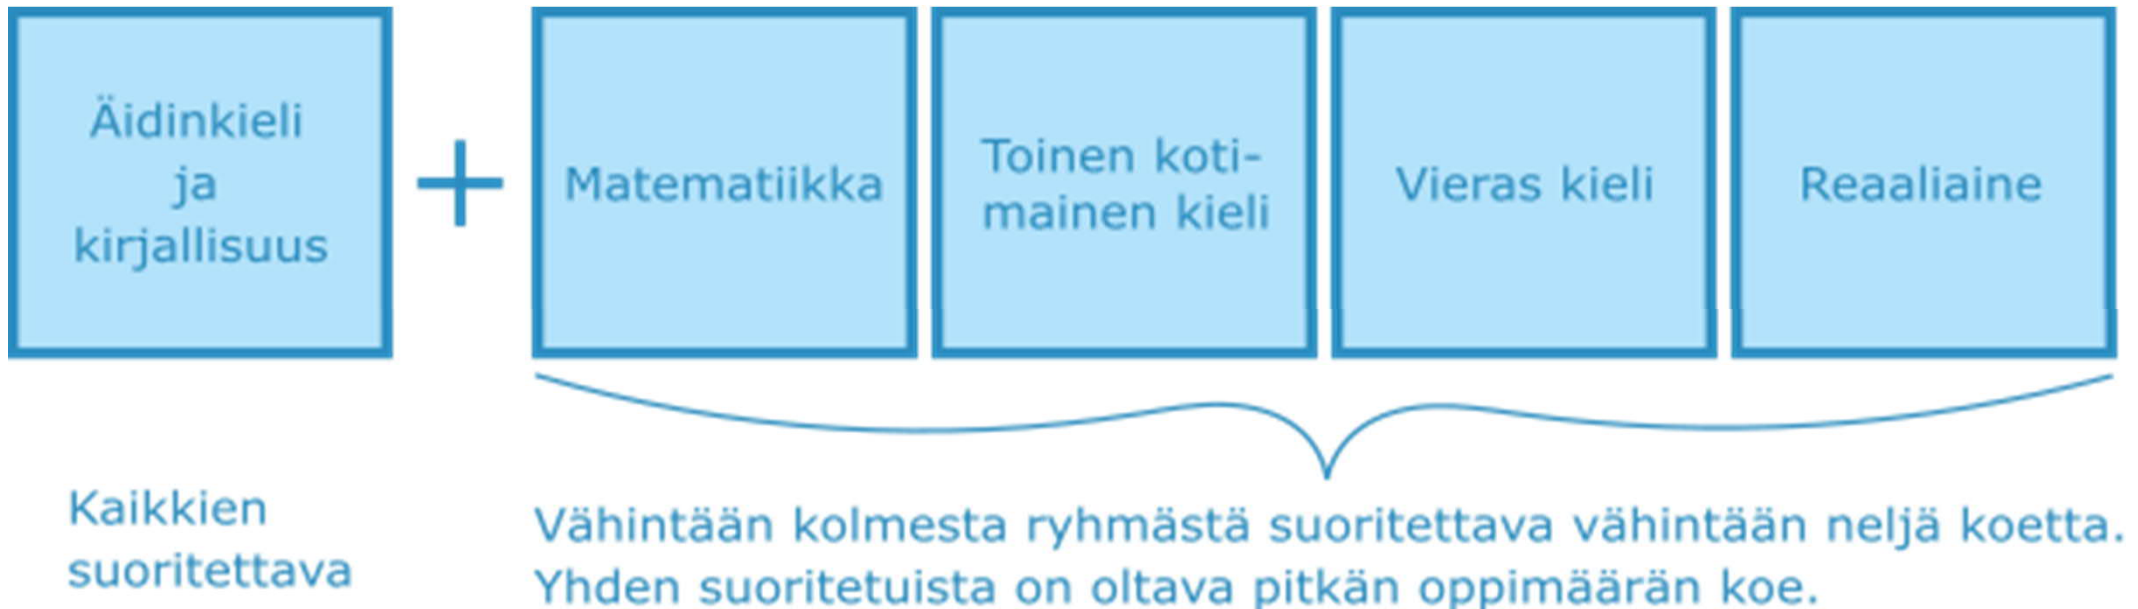 Äidinkieli
ja
kirjallisuus
+
Matematiikka
Toinen koti-
mainen kieli
Vieras kieli
Reaaliaine
Kaikkien
suoritettava
Vähintään kolmesta ryhmästä suoritettava vähintään neljä koetta.
Yhden suoritetuista on oltava pitkän oppimäärän koe.